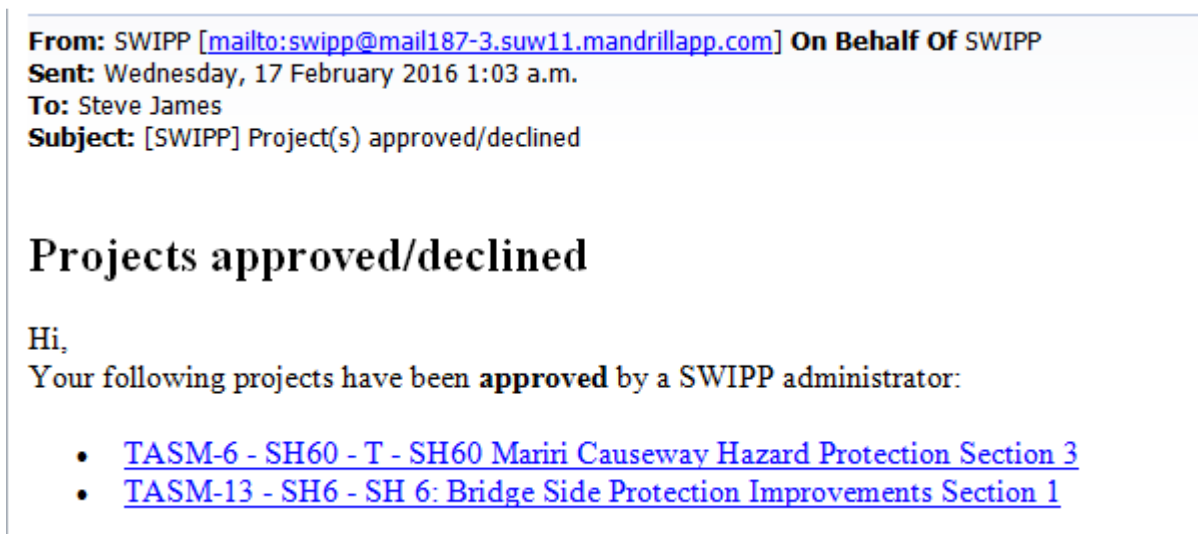 From: SWIPP [mailto:swipp@mail187-3.suw11.mandrillapp.com] On Behalf Of SWIPP
Sent: Wednesday, 17 February 2016 1:03 a.m.
To: Steve James
Subject: [SWIPP] Project(s) approved/declined
Projects approved/declined
Hi,
Your following projects have been approved by a SWIPP administrator:
• TASM-6 - SH60 - T - SH60 Mariri Causeway Hazard Protection Section 3
• TASM-13 - SH6 - SH 6: Bridge Side Protection Improvements Section 1